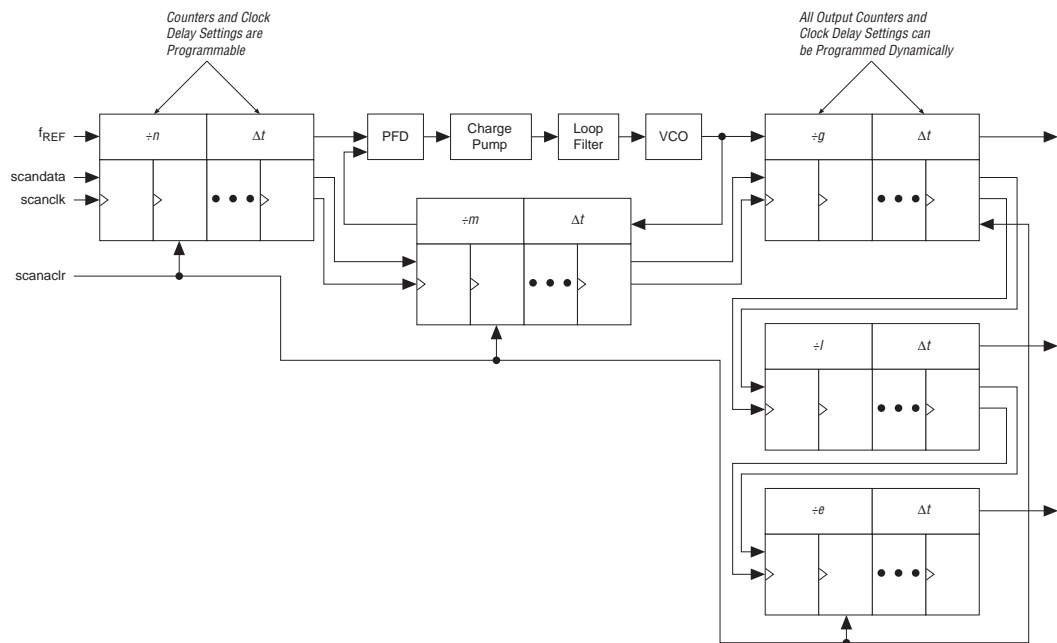 Counters and Clock
Delay Settings are
Programmable
All Output Counters and
Clock Delay Settings can
be Programmed Dynamically
fREF
÷n
Δt
PFD
Charge
Pump
Loop
Filter
VCO
÷g
Δt
scandata
scanclk
÷m
Δt
scanaclr
÷l
Δt
÷e
Δt